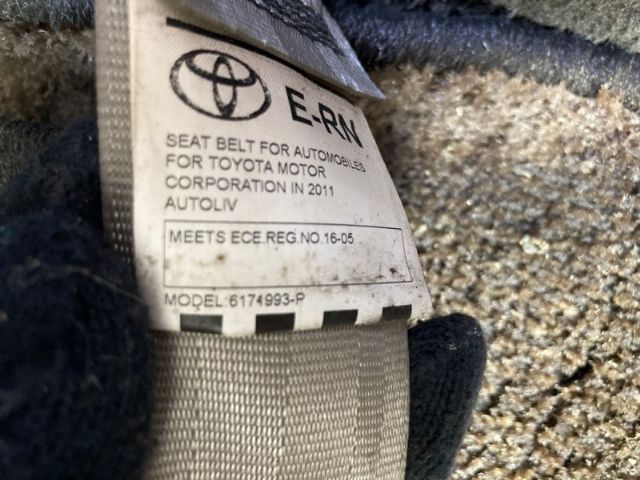 E-RN
SEAT BELT FOR AUTOMOBILES
FOR TOYOTA MOTOR
CORPORATION IN 2011
AUTOLIV
MEETS ECE.REG.NO.16-05
MODEL:6174993-P